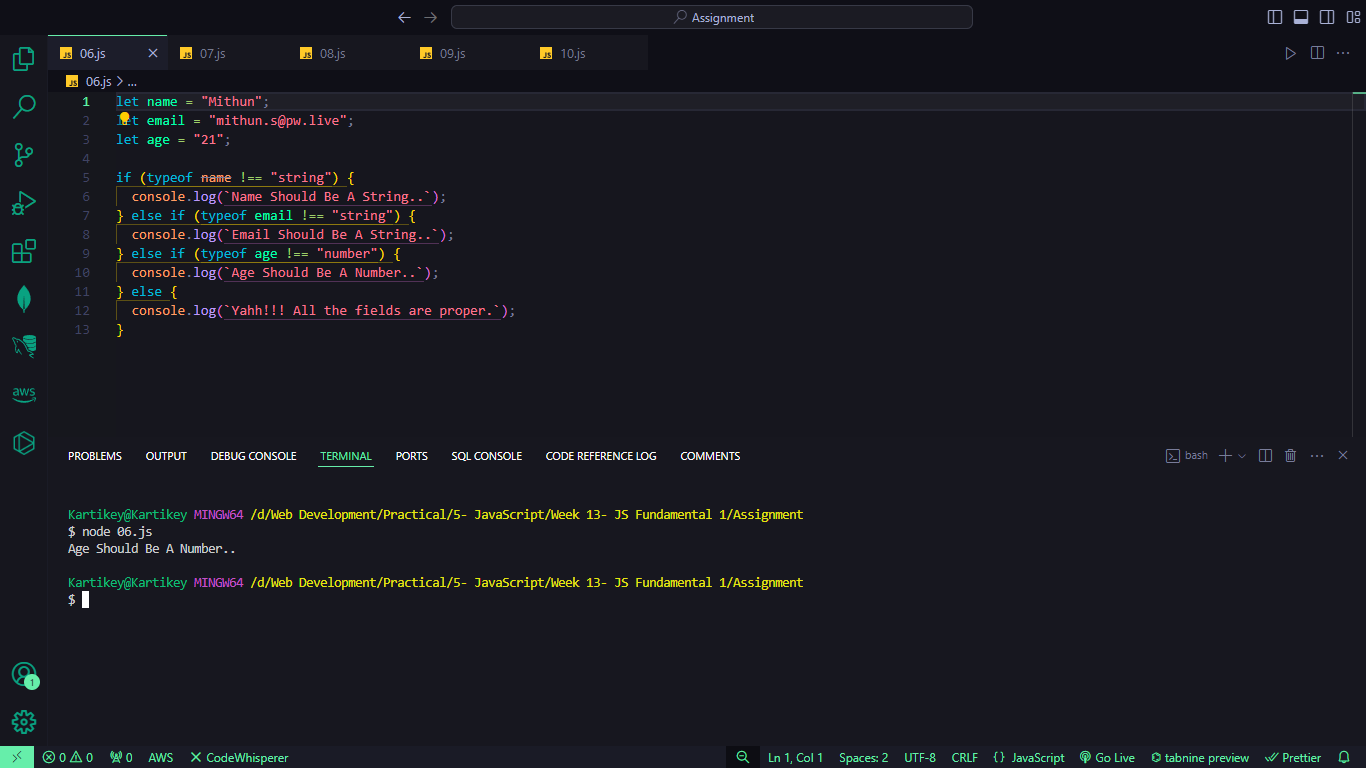 Assignment
JS 06.js
JS 07.js
JS 08.js
JS 09.js
JS 10.js
JS 06.js > ...
1 let name = "Mithun";
2 let email = "mithun.s@pw.live";
3 let age = "21";
4
5 if (typeof name !== "string") {
6 console.log(`Name Should Be A String..`);
7 } else if (typeof email !== "string") {
8 console.log(`Email Should Be A String..`);
9 } else if (typeof age !== "number") {
10 console.log(`Age Should Be A Number..`);
11 } else {
12 console.log(`Yahh!!! All the fields are proper.`);
13 }
aws
PROBLEMS OUTPUT DEBUG CONSOLE TERMINAL PORTS SQL CONSOLE CODE REFERENCE LOG COMMENTS bash
Kartikey@Kartikey MINGW64 /d/Web Development/Practical/5- JavaScript/Week 13- JS Fundamental 1/Assignment
$ node 06.js
Age Should Be A Number..
Kartikey@Kartikey MINGW64 /d/Web Development/Practical/5- JavaScript/Week 13- JS Fundamental 1/Assignment
$
1
0 0 0 AWS CodeWhisperer Ln 1, Col 1 Spaces: 2 UTF-8 CRLF {} JavaScript Go Live tabnine preview Prettier